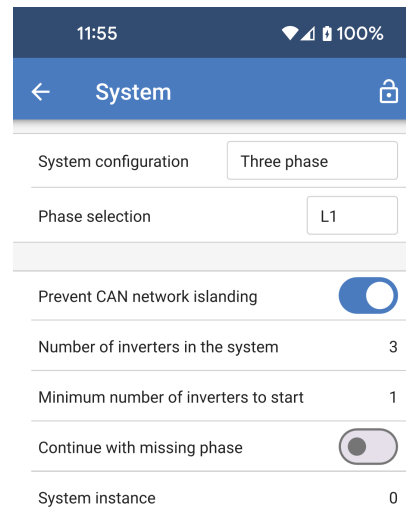 11:55 100%
System
System configuration Three phase
Phase selection L1
Prevent CAN network islanding
Number of inverters in the system 3
Minimum number of inverters to start 1
Continue with missing phase
System instance 0